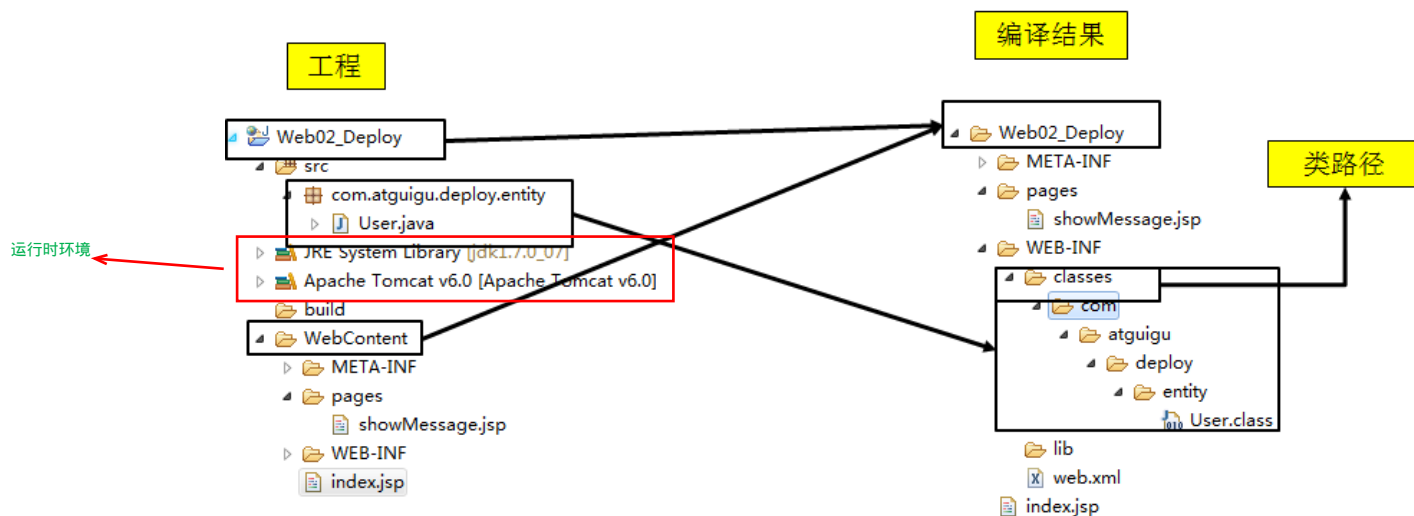 工程
编译结果
类路径
运行时环境
Web02_Deploy
src
com.atguigu.deploy.entity
User.java
JRE System Library [jdk1.7.0_07]
Apache Tomcat v6.0 [Apache Tomcat v6.0]
build
WebContent
META-INF
pages
showMessage.jsp
WEB-INF
index.jsp
Web02_Deploy
META-INF
pages
showMessage.jsp
WEB-INF
classes
com
atguigu
deploy
entity
User.class
lib
web.xml
index.jsp